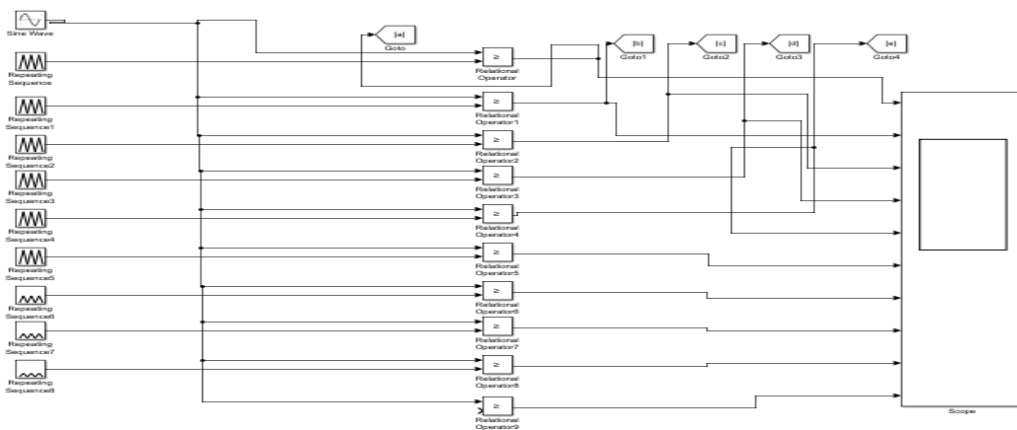 Sine Wave
Repeating
Sequence
Repeating
Sequence1
Repeating
Sequence2
Repeating
Sequence3
Repeating
Sequence4
Repeating
Sequence5
Repeating
Sequence6
Repeating
Sequence7
Repeating
Sequence8
[a]
Goto
[b]
Goto1
[c]
Goto2
[d]
Goto3
[e]
Goto4
≥
Relational
Operator
≥
Relational
Operator1
≥
Relational
Operator2
≥
Relational
Operator3
≥
Relational
Operator4
≥
Relational
Operator5
≥
Relational
Operator6
≥
Relational
Operator7
≥
Relational
Operator8
≥
Relational
Operator9
Scope